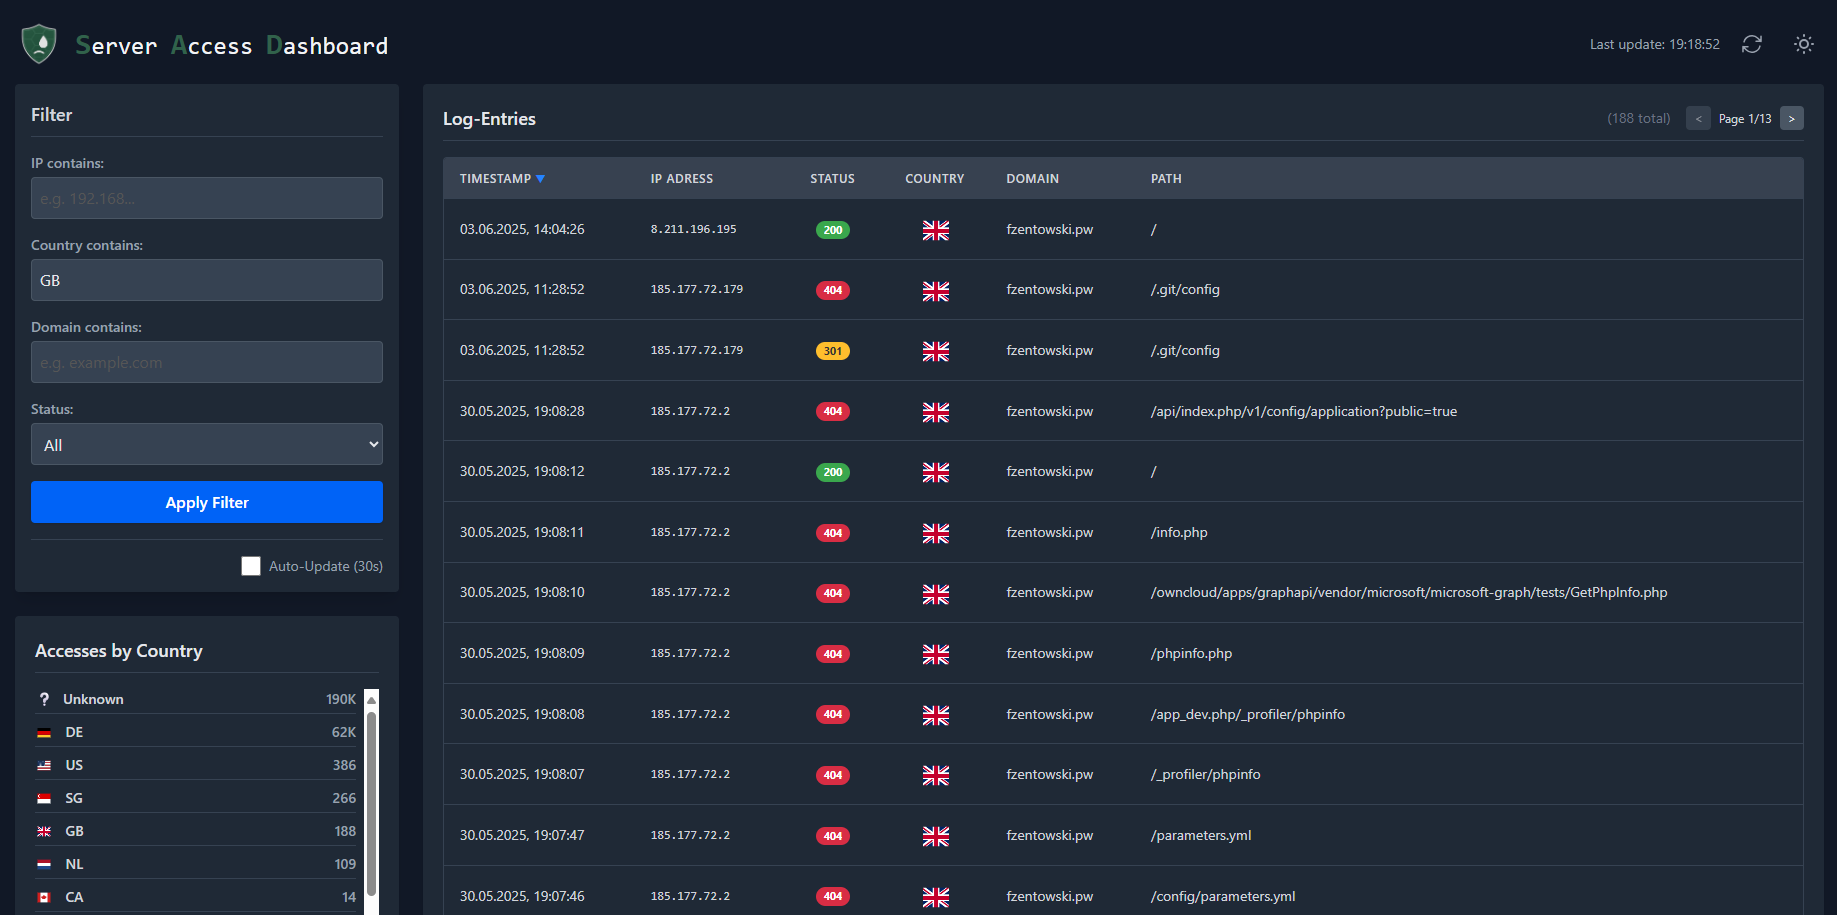 Server Access Dashboard
Last update: 19:18:52
Filter
IP contains:
e.g. 192.168...
Country contains:
GB
Domain contains:
e.g. example.com
Status:
All
Apply Filter
Auto-Update (30s)
Accesses by Country
? Unknown 190K
DE 62K
US 386
SG 266
GB 188
NL 109
CA 14
Log-Entries
(188 total) < Page 1/13 >
TIMESTAMP ▼ IP ADRESS STATUS COUNTRY DOMAIN PATH
03.06.2025, 14:04:26 8.211.196.195 200 fzentowski.pw /
03.06.2025, 11:28:52 185.177.72.179 404 fzentowski.pw /.git/config
03.06.2025, 11:28:52 185.177.72.179 301 fzentowski.pw /.git/config
30.05.2025, 19:08:28 185.177.72.2 404 fzentowski.pw /api/index.php/v1/config/application?public=true
30.05.2025, 19:08:12 185.177.72.2 200 fzentowski.pw /
30.05.2025, 19:08:11 185.177.72.2 404 fzentowski.pw /info.php
30.05.2025, 19:08:10 185.177.72.2 404 fzentowski.pw /owncloud/apps/graphapi/vendor/microsoft/microsoft-graph/tests/GetPhpInfo.php
30.05.2025, 19:08:09 185.177.72.2 404 fzentowski.pw /phpinfo.php
30.05.2025, 19:08:08 185.177.72.2 404 fzentowski.pw /app_dev.php/_profiler/phpinfo
30.05.2025, 19:08:07 185.177.72.2 404 fzentowski.pw /_profiler/phpinfo
30.05.2025, 19:07:47 185.177.72.2 404 fzentowski.pw /parameters.yml
30.05.2025, 19:07:46 185.177.72.2 404 fzentowski.pw /config/parameters.yml